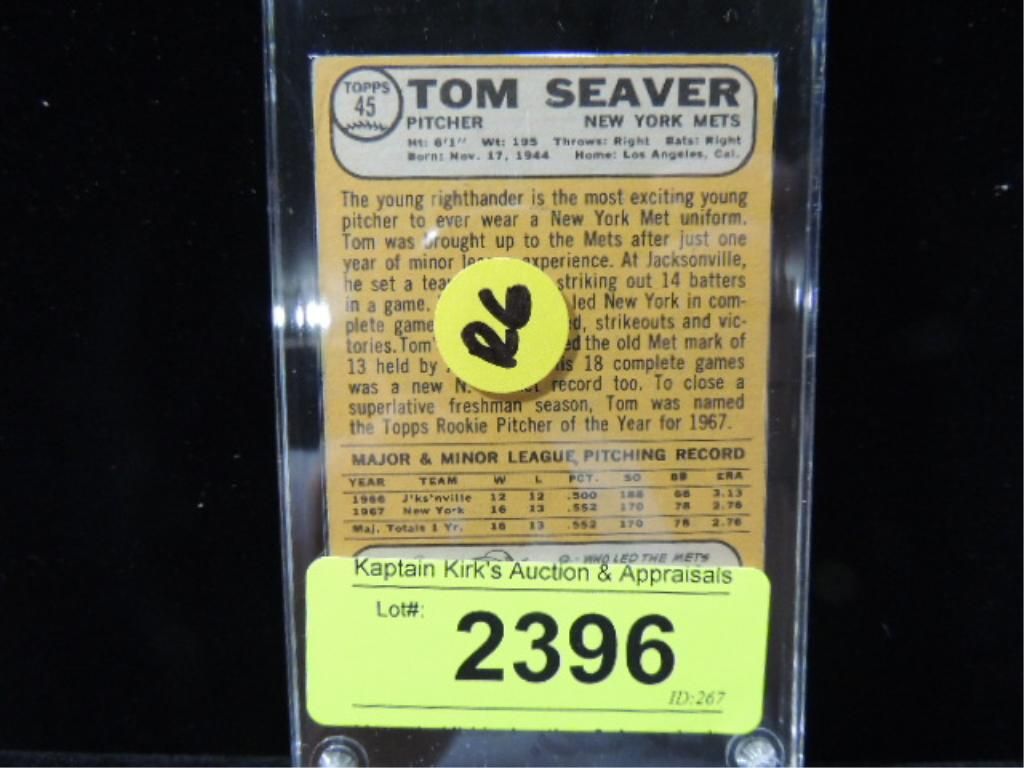 TOPPS
45
TOM SEAVER
PITCHER NEW YORK METS
Ht: 6'1" Wt: 195 Throws: Right Bats: Right
Born: Nov. 17, 1944 Home: Los Angeles, Cal.
The young righthander is the most exciting young
pitcher to ever wear a New York Met uniform.
Tom was brought up to the Mets after just one
year of minor experience. At Jacksonville,
he set a striking out 14 batters
in a game. led New York in com-
plete game strikeouts and vic-
tories. Tom' the old Met mark of
13 held by 18 complete games
was a new N. record too. To close a
superlative freshman season, Tom was named
the Topps Rookie Pitcher of the Year for 1967.
R6
MAJOR & MINOR LEAGUE PITCHING RECORD
YEAR TEAM W L PCT. SO BB ERA
1966 J'ks'nville 12 12 .500 188 66 3.13
1967 New York 16 13 .552 170 78 2.76
Maj. Totals 1 Yr. 16 13 .552 170 78 2.76
Q.- WHO LED THE METS
Kaptain Kirk's Auction & Appraisals
Lot#:
2396
ID:267